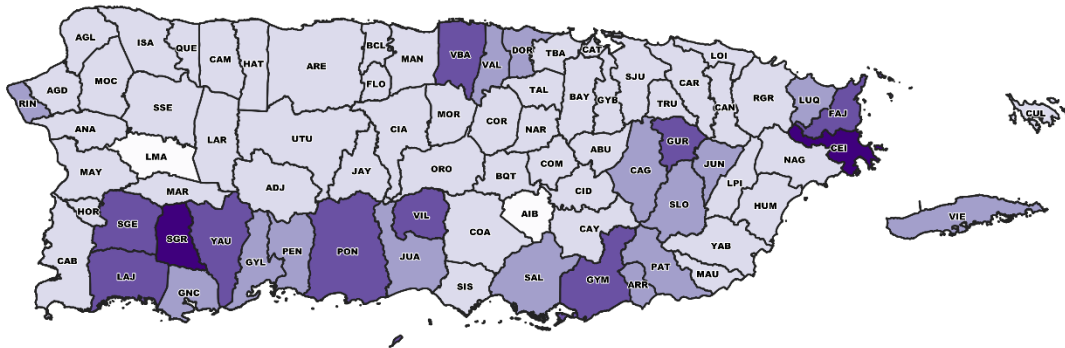 AGL
ISA
QUE
CAM
HAT
ARE
BCL
FLO
MAN
VBA
VAL
DOR
TBA
CAT
SJU
LOI
CAR
CAN
RGR
LUQ
FAJ
CEI
CUL
RIN
AGD
MOC
SSE
LAR
UTU
CIA
MOR
COR
TAL
NAR
BAY
GYB
TRU
GUR
ANA
LMA
MAY
MAR
ADJ
JAY
ORO
BQT
COM
ABU
CID
CAG
JUN
LPI
NAG
HUM
HOR
SGE
SGR
YAU
GYL
PEN
PON
VIL
JUA
COA
AIB
CAY
SLO
YAB
VIE
CAB
LAJ
GNC
SIS
SAL
GYM
ARR
PAT
MAU